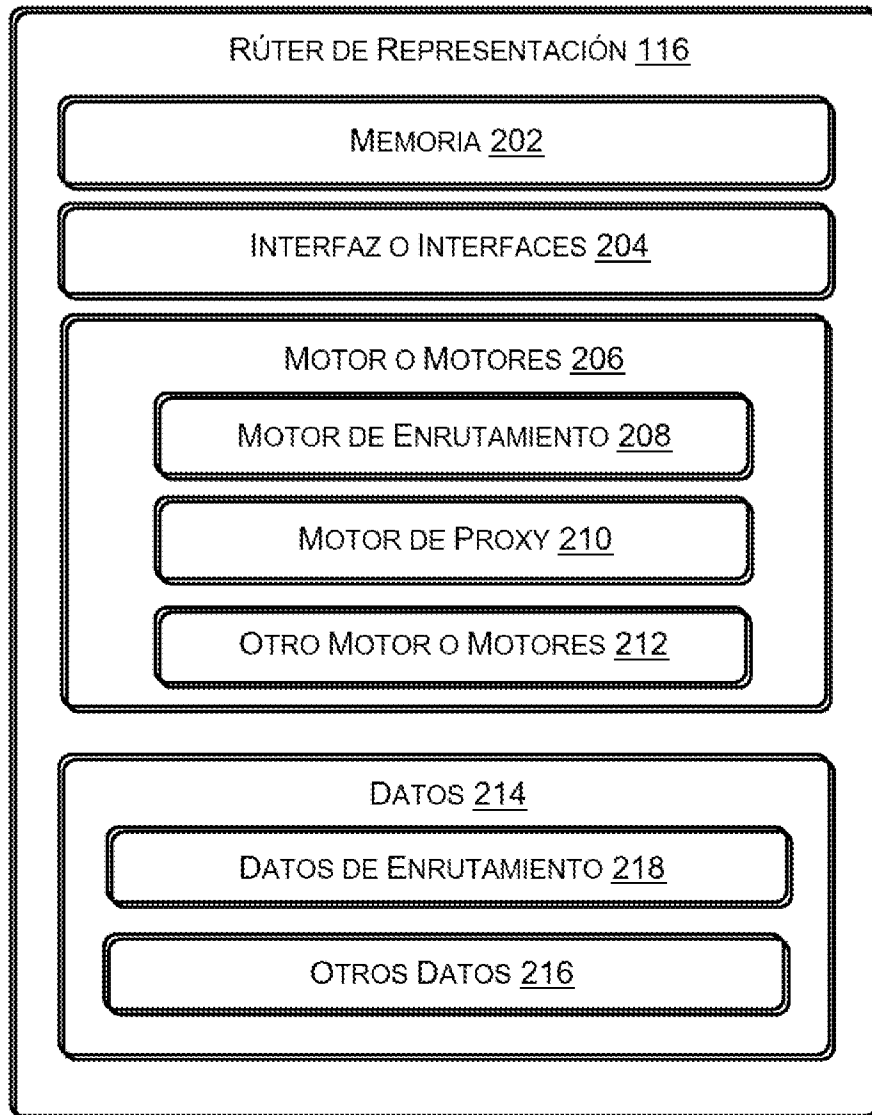 RÚTER DE REPRESENTACIÓN 116
MEMORIA 202
INTERFAZ O INTERFACES 204
MOTOR O MOTORES 206
MOTOR DE ENRUTAMIENTO 208
MOTOR DE PROXY 210
OTRO MOTOR O MOTORES 212
DATOS 214
DATOS DE ENRUTAMIENTO 218
OTROS DATOS 216